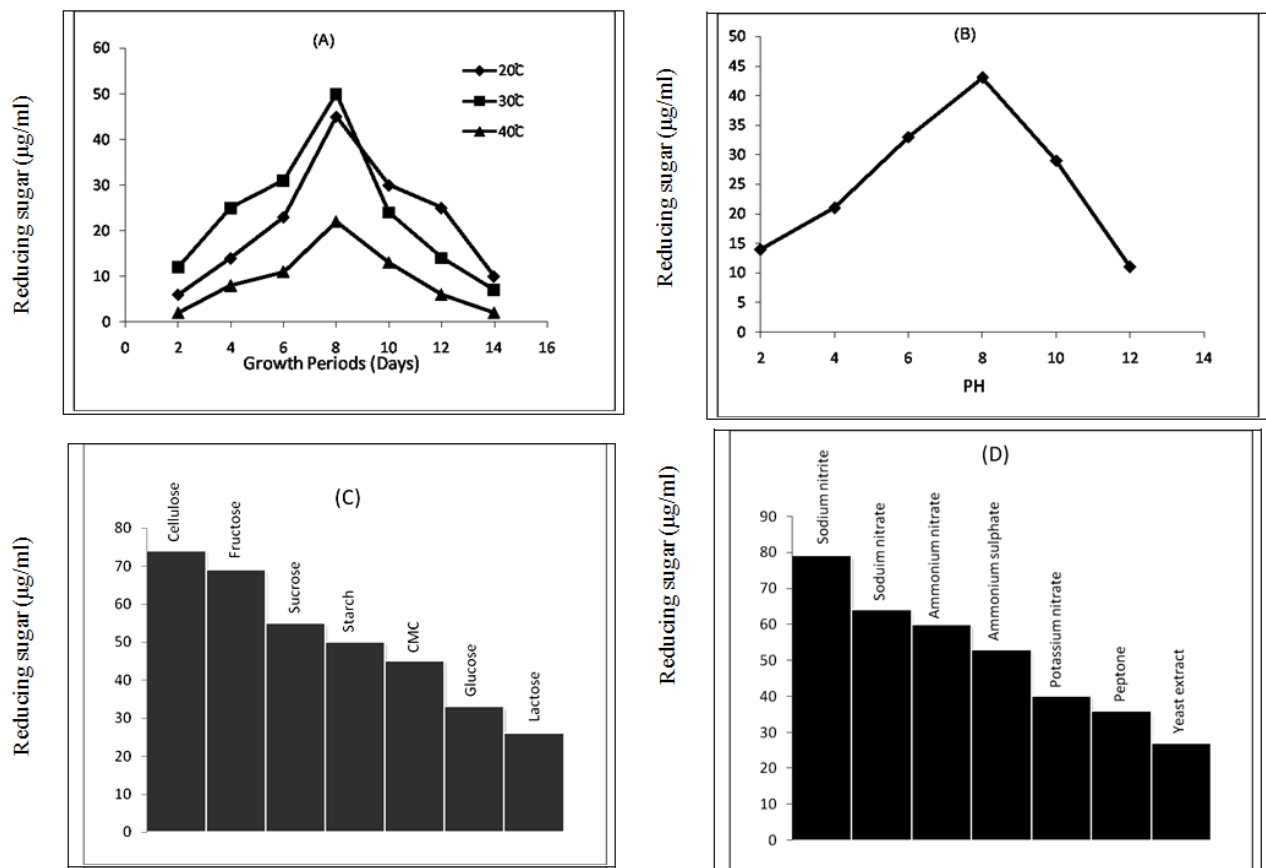 (A)
Reducing sugar (µg/ml)
60
50
40
30
20
10
0
20℃
30℃
40℃
0 2 4 6 8 10 12 14 16
Growth Periods (Days)
(B)
Reducing sugar (µg/ml)
50
45
40
35
30
25
20
15
10
5
0
2 4 6 8 10 12 14
PH
(C)
Reducing sugar (µg/ml)
80
70
60
50
40
30
20
10
0
Cellulose
Fructose
Sucrose
Starch
CMC
Glucose
Lactose
(D)
Reducing sugar (µg/ml)
90
80
70
60
50
40
30
20
10
0
Sodium nitrite
Soduim nitrate
Ammonium nitrate
Ammonium sulphate
Potassium nitrate
Peptone
Yeast extract